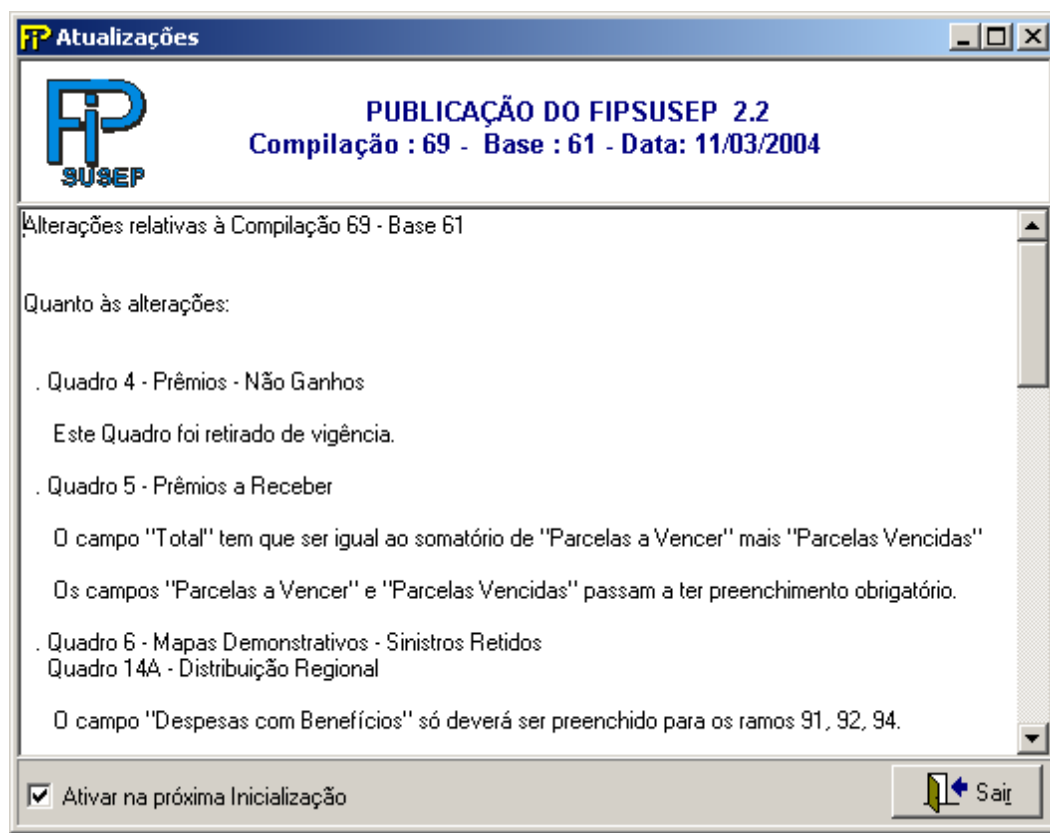 FiP Atualizações
FiP
SUSEP
PUBLICAÇÃO DO FIPSUSEP 2.2
Compilação : 69 - Base : 61 - Data: 11/03/2004
Alterações relativas à Compilação 69 - Base 61
Quanto às alterações:
. Quadro 4 - Prêmios - Não Ganhos
Este Quadro foi retirado de vigência.
. Quadro 5 - Prêmios a Receber
O campo "Total" tem que ser igual ao somatório de "Parcelas a Vencer" mais "Parcelas Vencidas"
Os campos "Parcelas a Vencer" e "Parcelas Vencidas" passam a ter preenchimento obrigatório.
. Quadro 6 - Mapas Demonstrativos - Sinistros Retidos
Quadro 14A - Distribuição Regional
O campo "Despesas com Benefícios" só deverá ser preenchido para os ramos 91, 92, 94.
Ativar na próxima Inicialização
Sair